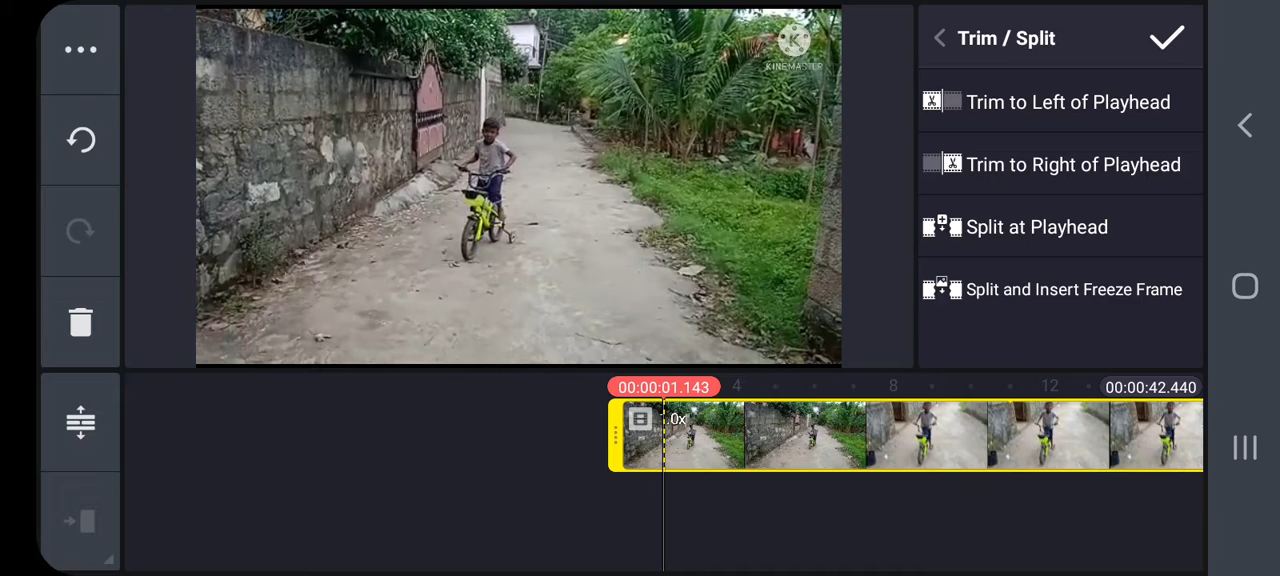 KINEMASTER
Trim / Split
Trim to Left of Playhead
Trim to Right of Playhead
Split at Playhead
Split and Insert Freeze Frame
00:00:01.143
4
8
12
00:00:42.440
.0x